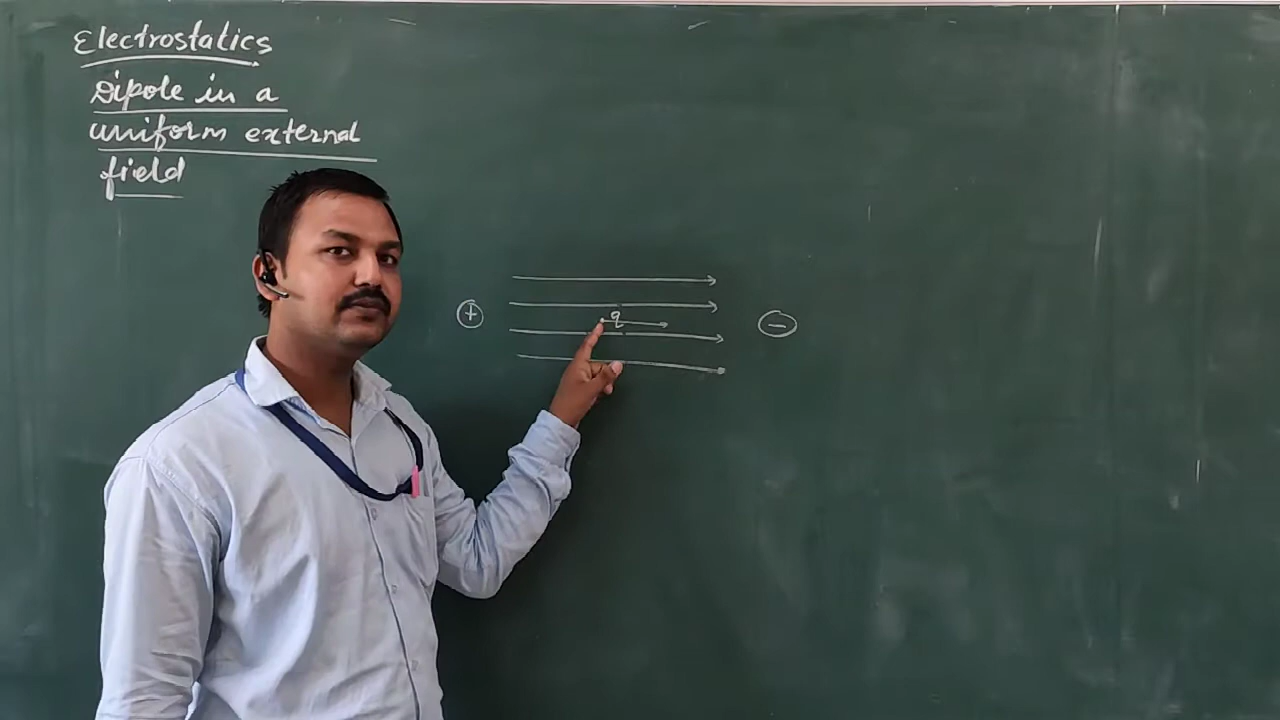 Electrostatics
Dipole in a
uniform external
field
+ q -